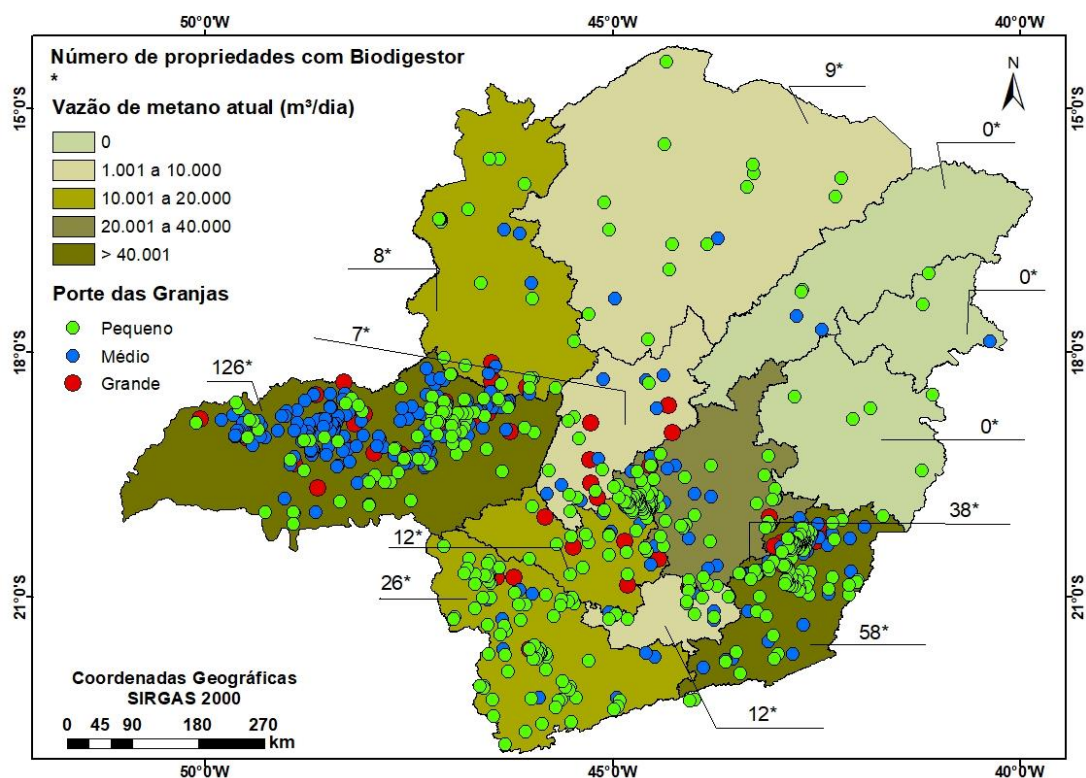 50°0'W
45°0'W
40°0'W
Número de propriedades com Biodigestor
*
Vazão de metano atual (m³/dia)
0
1.001 a 10.000
10.001 a 20.000
20.001 a 40.000
> 40.001
Porte das Granjas
Pequeno
Médio
Grande
N
9*
0*
8*
0*
7*
126*
0*
38*
12*
26*
58*
12*
15°0'S
18°0'S
21°0'S
15°0'S
18°0'S
21°0'S
Coordenadas Geográficas
SIRGAS 2000
0 45 90 180 270
km
50°0'W
45°0'W
40°0'W